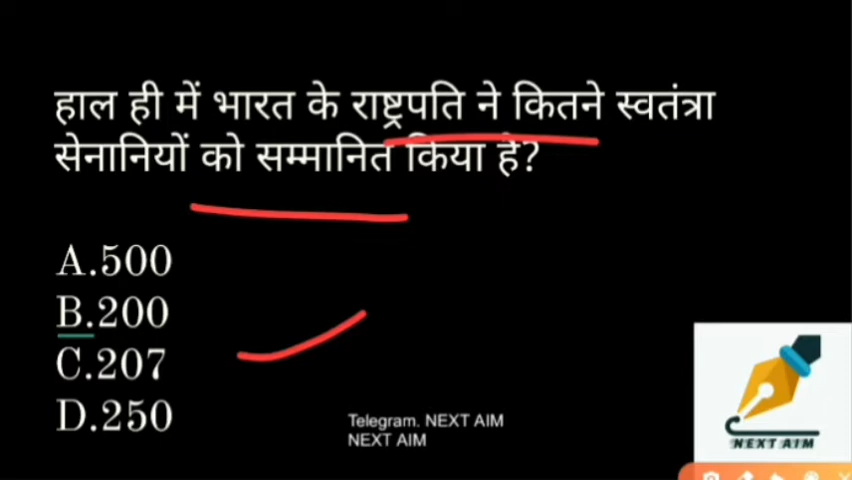 हाल ही में भारत के राष्ट्रपति ने कितने स्वतंत्रा
सेनानियों को सम्मानित किया है?
A.500
B.200
C.207
D.250
Telegram. NEXT AIM
NEXT AIM
NEXT AIM